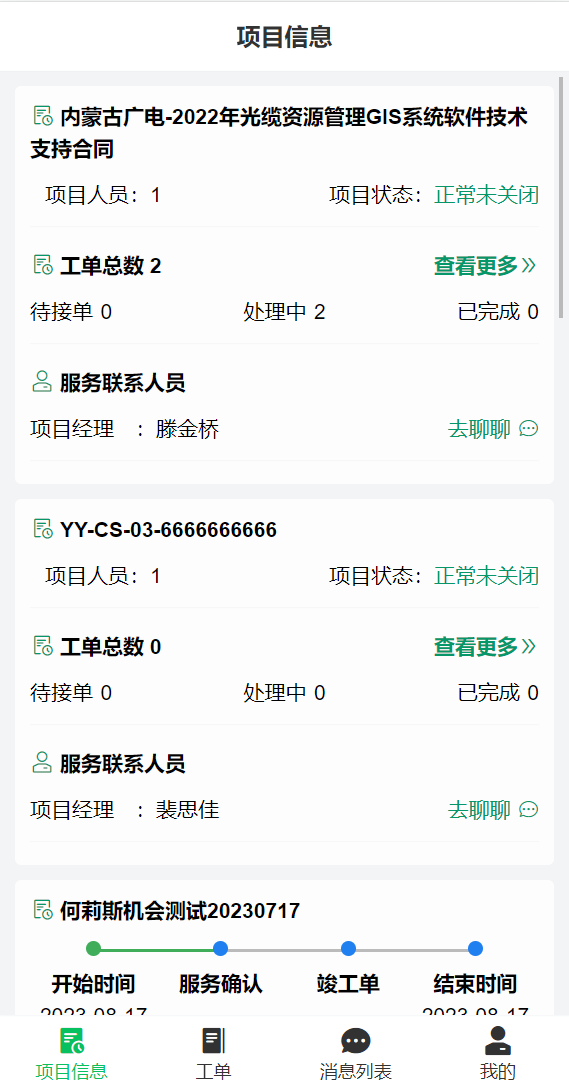 项目信息
内蒙古广电-2022年光缆资源管理GIS系统软件技术
支持合同
项目人员：1 项目状态：正常未关闭
工单总数 2 查看更多
待接单 0 处理中 2 已完成 0
服务联系人员
项目经理 ：滕金桥 去聊聊
YY-CS-03-6666666666
项目人员：1 项目状态：正常未关闭
工单总数 0 查看更多
待接单 0 处理中 0 已完成 0
服务联系人员
项目经理 ：裴思佳 去聊聊
何莉斯机会测试20230717
开始时间 服务确认 竣工单 结束时间
2023-08-17 2023-08-17
项目信息 工单 消息列表 我的